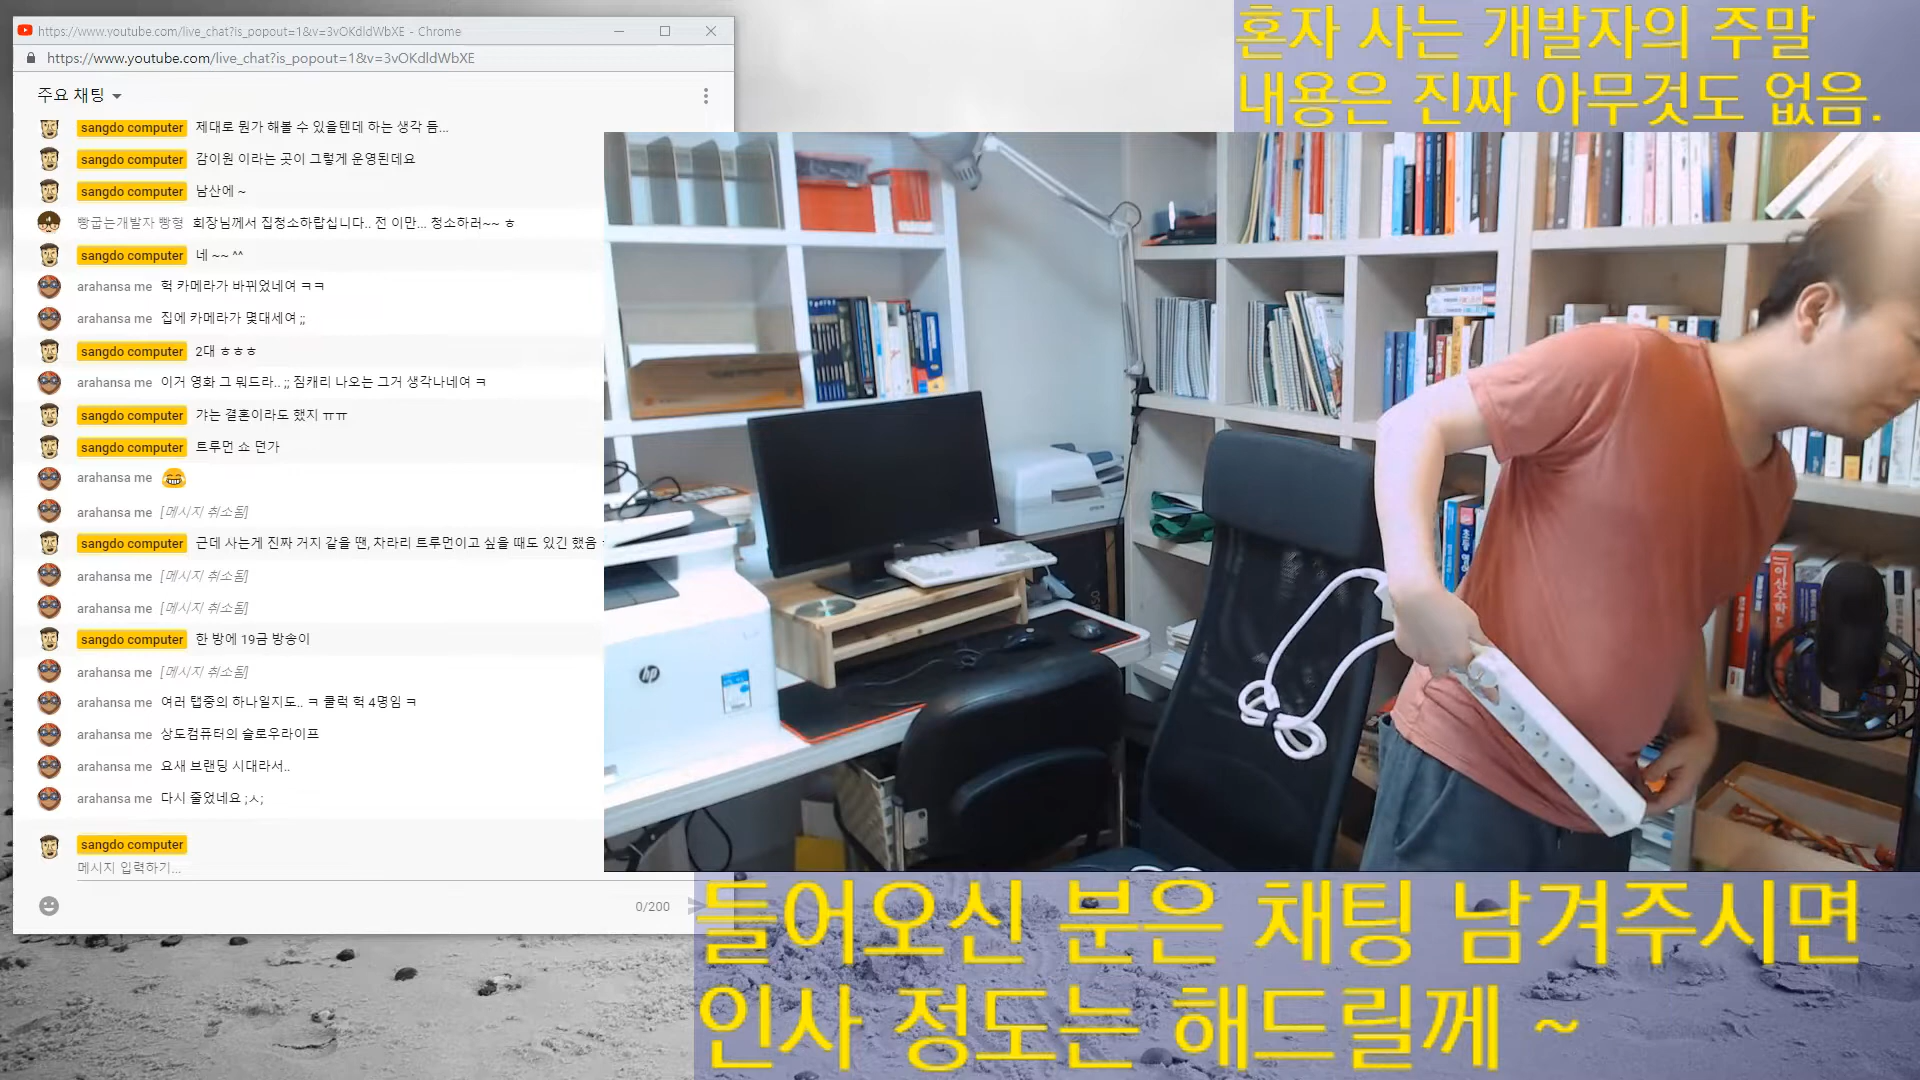 https://www.youtube.com/live_chat?is_popout=1&v=3vOKdldWbXE - Chrome
https://www.youtube.com/live_chat?is_popout=1&v=3vOKdldWbXE
주요 채팅
sangdo computer 제대로 뭔가 해볼 수 있을텐데 하는 생각 듬...
sangdo computer 감이원 이라는 곳이 그렇게 운영된데요
sangdo computer 남산에 ~
빵굽는개발자 빵형 회장님께서 집청소하랍십니다.. 전 이만... 청소하러~~ ㅎ
sangdo computer 네 ~~ ^^
arahansa me 헉 카메라가 바뀌었네여 ㅋㅋ
arahansa me 집에 카메라가 몇대세여 ;;
sangdo computer 2대 ㅎㅎㅎ
arahansa me 이거 영화 그 뭐드라.. ;; 짐캐리 나오는 그거 생각나네여 ㅋ
sangdo computer 갸는 결혼이라도 했지 ㅠㅠ
sangdo computer 트루먼 쇼 던가
arahansa me
arahansa me [메시지 취소됨]
sangdo computer 근데 사는게 진짜 거지 같을 땐, 차라리 트루먼이고 싶을 때도 있긴 했음
arahansa me [메시지 취소됨]
arahansa me [메시지 취소됨]
sangdo computer 한 방에 19금 방송이
arahansa me [메시지 취소됨]
arahansa me 여러 탭중의 하나일지도.. ㅋ 쿨럭 헉 4명임 ㅋ
arahansa me 상도컴퓨터의 슬로우라이프
arahansa me 요새 브랜딩 시대라서..
arahansa me 다시 줄었네요 ;ㅅ;
sangdo computer
메시지 입력하기...
0/200
혼자 사는 개발자의 주말
내용은 진짜 아무것도 없음.
hp
이산수학
들어오신 분은 채팅 남겨주시면
인사 정도는 해드릴께 ~